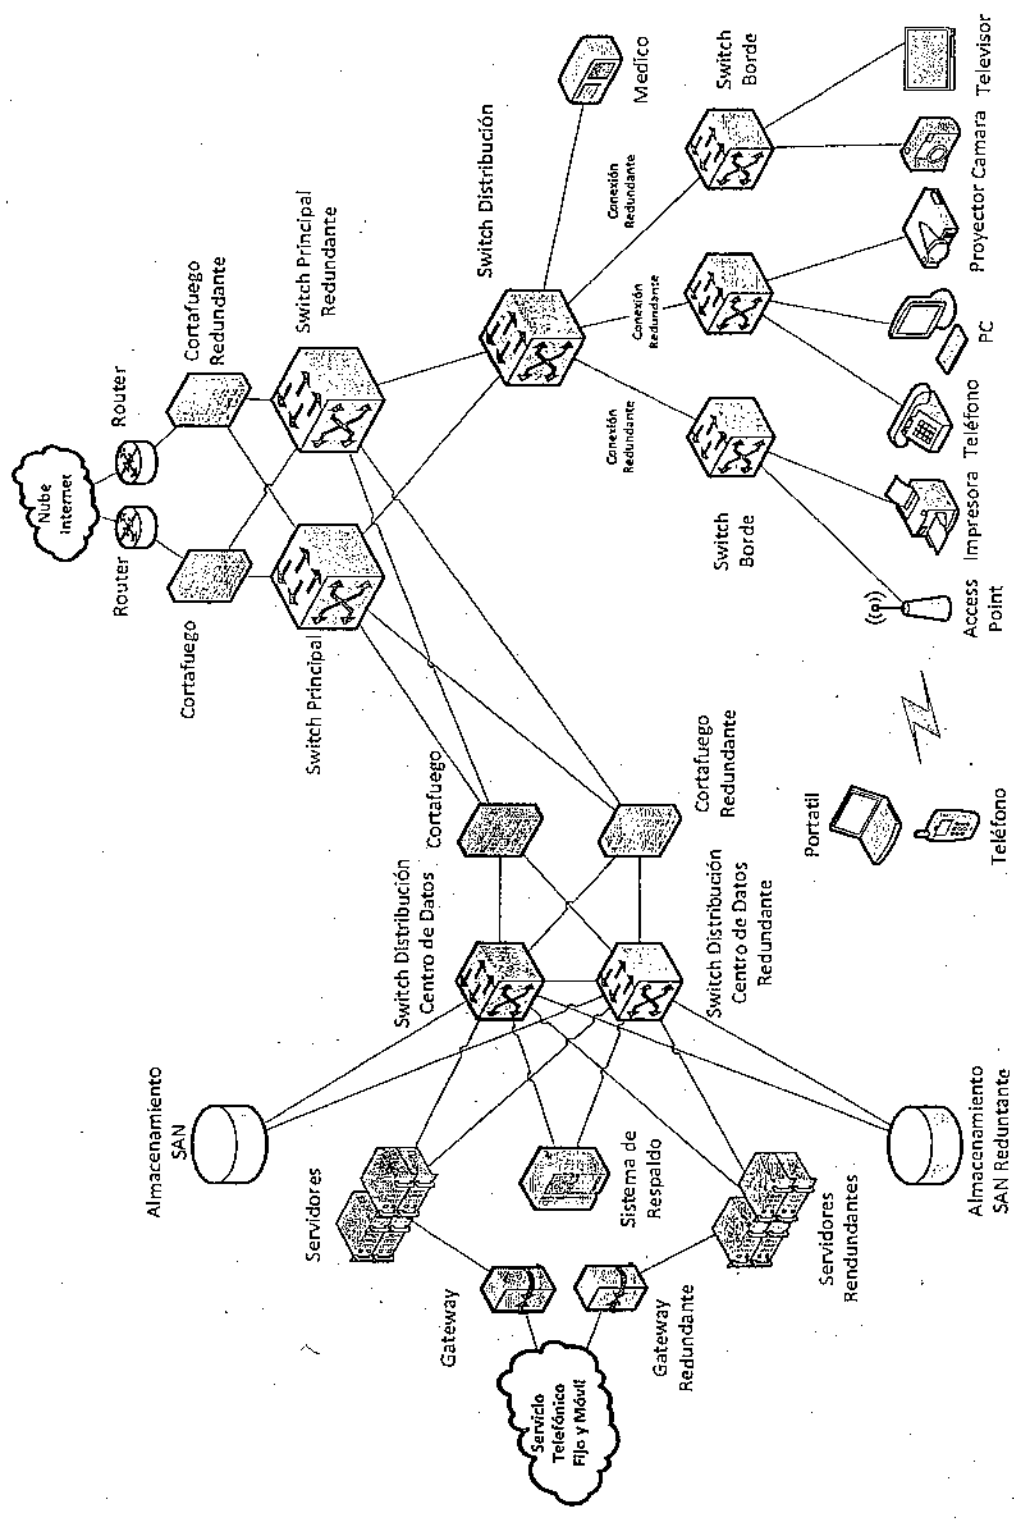 Nube
Internet
Router
Router
Cortafuego
Cortafuego
Redundante
Switch Principal
Switch Principal
Redundante
Switch Distribución
Medico
Conexión
Redundante
Conexión
Redundante
Conexión
Redundante
Switch
Borde
Switch
Borde
Access
Point
Impresora
Teléfono
PC
Proyector
Camara
Televisor
Portatil
Teléfono
Cortafuego
Cortafuego
Redundante
Switch Distribución
Centro de Datos
Switch Distribución
Centro de Datos
Redundante
Almacenamiento
SAN
Servidores
Sistema de
Respaldo
Servidores
Rendundantes
Almacenamiento
SAN Reduntante
Gateway
Gateway
Redundante
Servicio
Telefónico
Fijo y Móvil